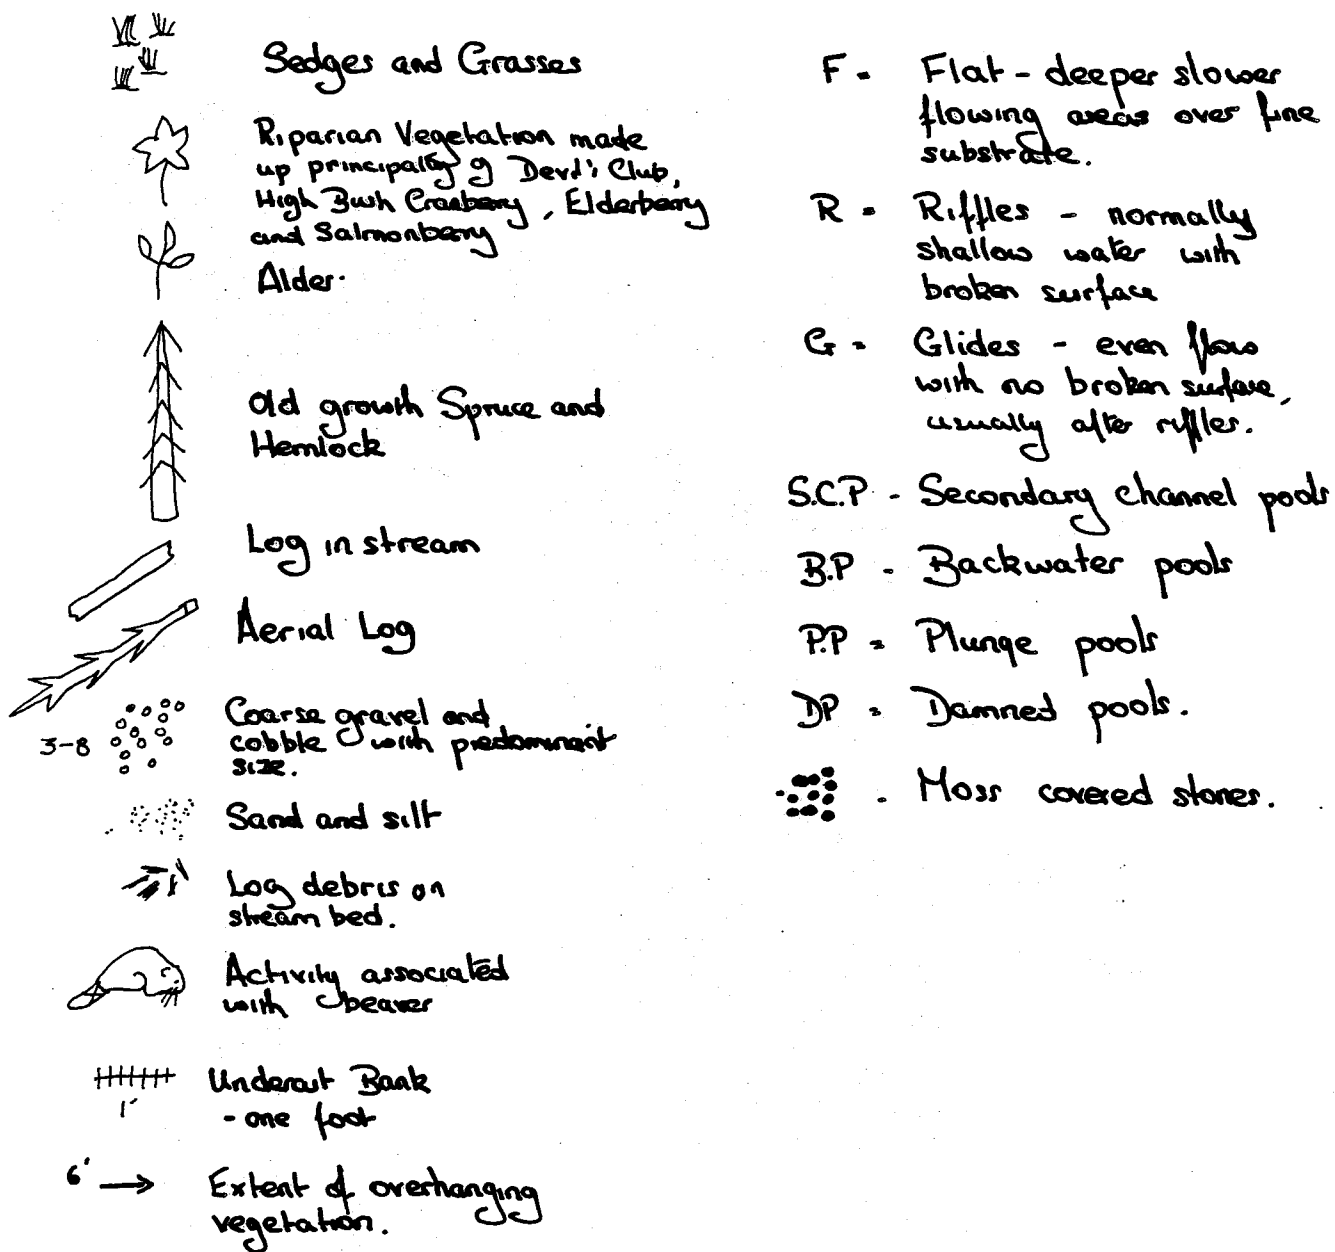 Sedges and Grasses
Riparian Vegetation made
up principally of Devil's Club,
High Bush Cranberry, Elderberry
and Salmonberry
Alder.
Old growth Spruce and
Hemlock
Log in stream
Aerial Log
3-8
Coarse gravel and
cobble with predominant
size.
Sand and silt
Log debris on
stream bed.
Activity associated
with beaver
1'
Undercut Bank
- one foot
6'
Extent of overhanging
vegetation.
F = Flat - deeper slower
flowing areas over fine
substrate.
R = Riffles - normally
shallow water with
broken surface
G = Glides - even flow
with no broken surface,
usually after riffles.
S.C.P - Secondary channel pools
B.P - Backwater pools
P.P = Plunge pools
DP = Damned pools.
- Moss covered stones.